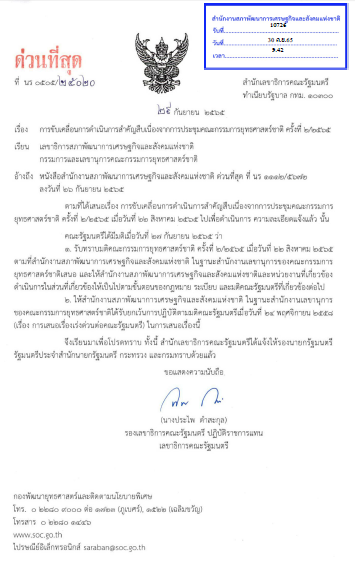 สำนักงานสภาพัฒนาการเศรษฐกิจและสังคมแห่งชาติ
รับที่ 10726
วันที่ 30 ก.ย.65
เวลา 9.42
ด่วนที่สุด
ที่ นร ๐๕๐๕/๒๕๐๒๐
สำนักเลขาธิการคณะรัฐมนตรี
ทำเนียบรัฐบาล กทม. ๑๐๓๐๐
๒๙ กันยายน ๒๕๖๕
เรื่อง การขับเคลื่อนการดำเนินการสำคัญสืบเนื่องจากการประชุมคณะกรรมการยุทธศาสตร์ชาติ ครั้งที่ ๒/๒๕๖๕
เรียน เลขาธิการสภาพัฒนาการเศรษฐกิจและสังคมแห่งชาติ
กรรมการและเลขานุการคณะกรรมการยุทธศาสตร์ชาติ
อ้างถึง หนังสือสำนักงานสภาพัฒนาการเศรษฐกิจและสังคมแห่งชาติ ด่วนที่สุด ที่ นร
ลงวันที่ ๒๖ กันยายน ๒๕๖๕
ตามที่ได้เสนอเรื่อง การขับเคลื่อนการดำเนินการสำคัญสืบเนื่องจากการประชุมคณะกรรมการ
ยุทธศาสตร์ชาติ ครั้งที่ ๒/๒๕๖๕ เมื่อวันที่ ๒๒ สิงหาคม ๒๕๖๕ ไปเพื่อดำเนินการ ความละเอียดแจ้งแล้ว นั้น
คณะรัฐมนตรีได้มีมติเมื่อวันที่ ๒๗ กันยายน ๒๕๖๕ ว่า
๑. รับทราบมติคณะกรรมการยุทธศาสตร์ชาติ ครั้งที่ ๒/๒๕๖๕ เมื่อวันที่ ๒๒ สิงหาคม ๒๕๖๕
ตามที่สำนักงานสภาพัฒนาการเศรษฐกิจและสังคมแห่งชาติ ในฐานะสำนักงานเลขานุการของคณะกรรมการ
ยุทธศาสตร์ชาติเสนอ และให้สำนักงานสภาพัฒนาการเศรษฐกิจและสังคมแห่งชาติและหน่วยงานที่เกี่ยวข้อง
ดำเนินการในส่วนที่เกี่ยวข้องให้เป็นไปตามขั้นตอนของกฎหมาย ระเบียบ และมติคณะรัฐมนตรีที่เกี่ยวข้องต่อไป
๒. ให้สำนักงานสภาพัฒนาการเศรษฐกิจและสังคมแห่งชาติ ในฐานะสำนักงานเลขานุการ
ของคณะกรรมการยุทธศาสตร์ชาติได้รับยกเว้นการปฏิบัติตามมติคณะรัฐมนตรีเมื่อวันที่ ๒๔ พฤศจิกายน ๒๕๕๘
(เรื่อง การเสนอเรื่องเร่งด่วนต่อคณะรัฐมนตรี) ในการเสนอเรื่องนี้
จึงเรียนมาเพื่อโปรดทราบ ทั้งนี้ สำนักเลขาธิการคณะรัฐมนตรีได้แจ้งให้รองนายกรัฐมนตรี
รัฐมนตรีประจำสำนักนายกรัฐมนตรี กระทรวง และกรมทราบด้วยแล้ว
ขอแสดงความนับถือ
(นางประไพ คำสะกุล)
รองเลขาธิการคณะรัฐมนตรี ปฏิบัติราชการแทน
เลขาธิการคณะรัฐมนตรี
กองพัฒนายุทธศาสตร์และติดตามนโยบายพิเศษ
โทร. ๐ ๒๒๘๐ ๙๐๐๐ ต่อ ๑๗๒๓ (ภูเบศร์), ๑๕๒๒ (เฉลิมขวัญ)
โทรสาร ๐ ๒๒๘๐ ๑๔๔๖
www.soc.go.th
ไปรษณีย์อิเล็กทรอนิกส์ saraban@soc.go.th